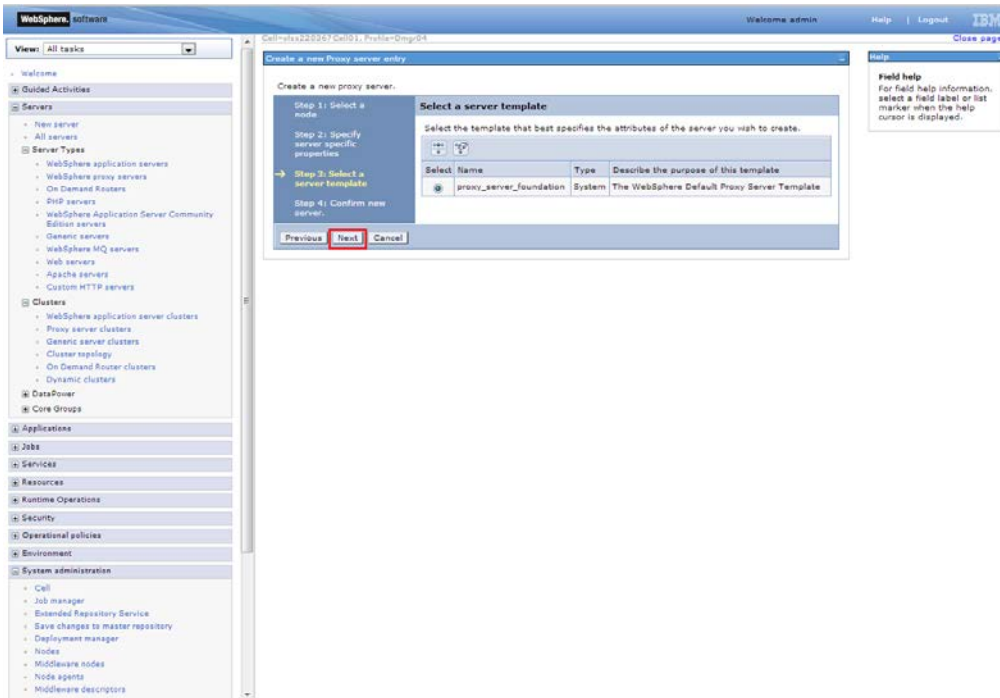 WebSphere. software
Welcome admin
Help | Logout
IBM
View: All tasks
Welcome
Guided Activities
Servers
New server
All servers
Server Types
WebSphere application servers
WebSphere proxy servers
On Demand Routers
PHP servers
WebSphere Application Server Community
Edition servers
Generic servers
WebSphere MQ servers
Web servers
Apache servers
Custom HTTP servers
Clusters
WebSphere application server clusters
Proxy server clusters
Generic server clusters
Cluster topology
On Demand Router clusters
Dynamic clusters
DataPower
Core Groups
Applications
Jobs
Services
Resources
Runtime Operations
Security
Operational policies
Environment
System administration
Cell
Job manager
Extended Repository Service
Save changes to master repository
Deployment manager
Nodes
Middleware nodes
Node agents
Middleware descriptors
Profile=Dmgr04
Close page
Create a new Proxy server entry
Create a new proxy server.
Step 1: Select a
node
Step 2: Specify
server specific
properties
Step 3: Select a
server template
Step 4: Confirm new
server.
Select a server template
Select the template that best specifies the attributes of the server you wish to create.
Select Name Type Describe the purpose of this template
proxy_server_foundation System The WebSphere Default Proxy Server Template
Previous Next Cancel
Help
Field help
For field help information,
select a field label or list
marker when the help
cursor is displayed.